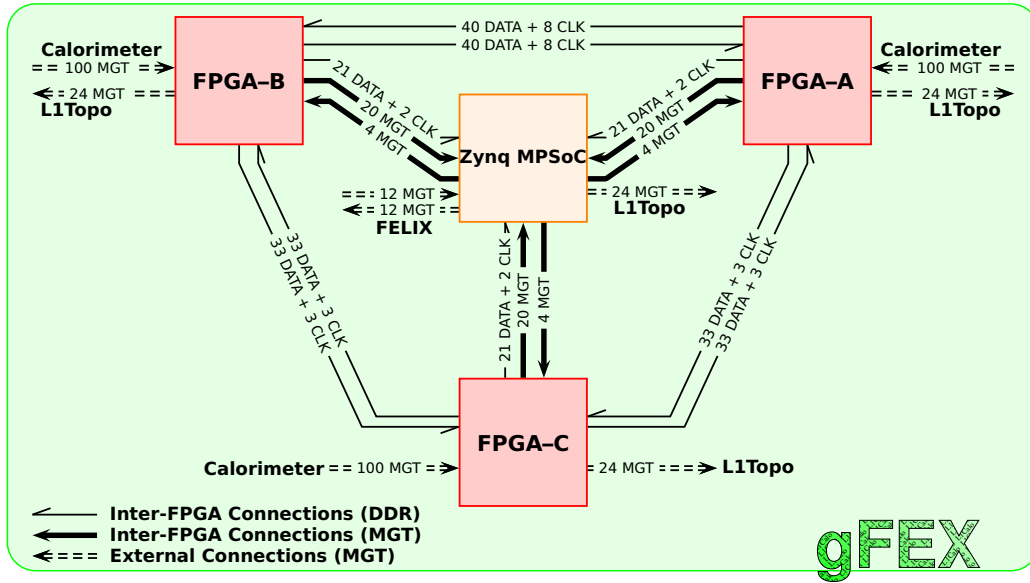 40 DATA + 8 CLK
40 DATA + 8 CLK
Calorimeter
100 MGT
24 MGT
L1Topo
FPGA–B
21 DATA + 2 CLK
20 MGT
4 MGT
Zynq MPSoC
21 DATA + 2 CLK
20 MGT
4 MGT
FPGA–A
Calorimeter
100 MGT
24 MGT
L1Topo
12 MGT
12 MGT
FELIX
24 MGT
L1Topo
33 DATA + 3 CLK
33 DATA + 3 CLK
21 DATA + 2 CLK
20 MGT
4 MGT
33 DATA + 3 CLK
33 DATA + 3 CLK
FPGA–C
Calorimeter
100 MGT
24 MGT
L1Topo
Inter-FPGA Connections (DDR)
Inter-FPGA Connections (MGT)
External Connections (MGT)
gFEX